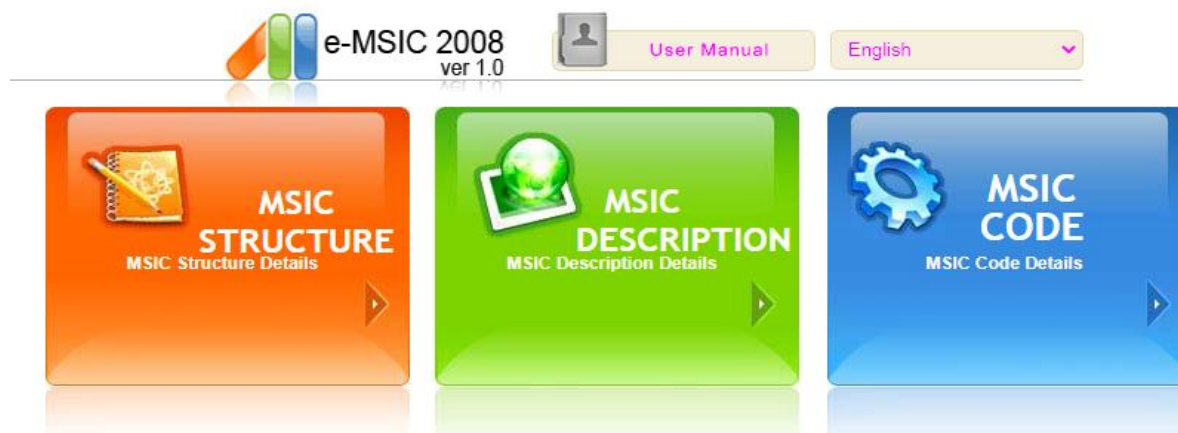 e-MSIC 2008
ver 1.0
User Manual
English
MSIC
STRUCTURE
MSIC Structure Details
MSIC
DESCRIPTION
MSIC Description Details
MSIC
CODE
MSIC Code Details